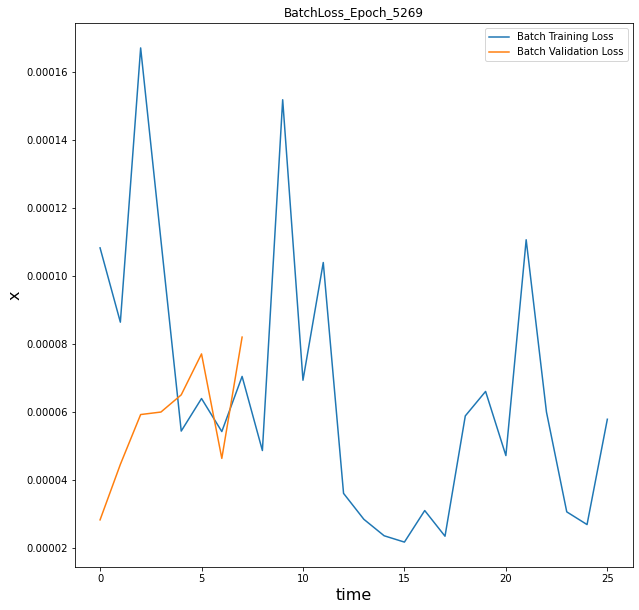 BatchLoss_Epoch_5269
Batch Training Loss
Batch Validation Loss
0.00016
0.00014
0.00012
0.00010
0.00008
0.00006
0.00004
0.00002
x
0 5 10 15 20 25
time